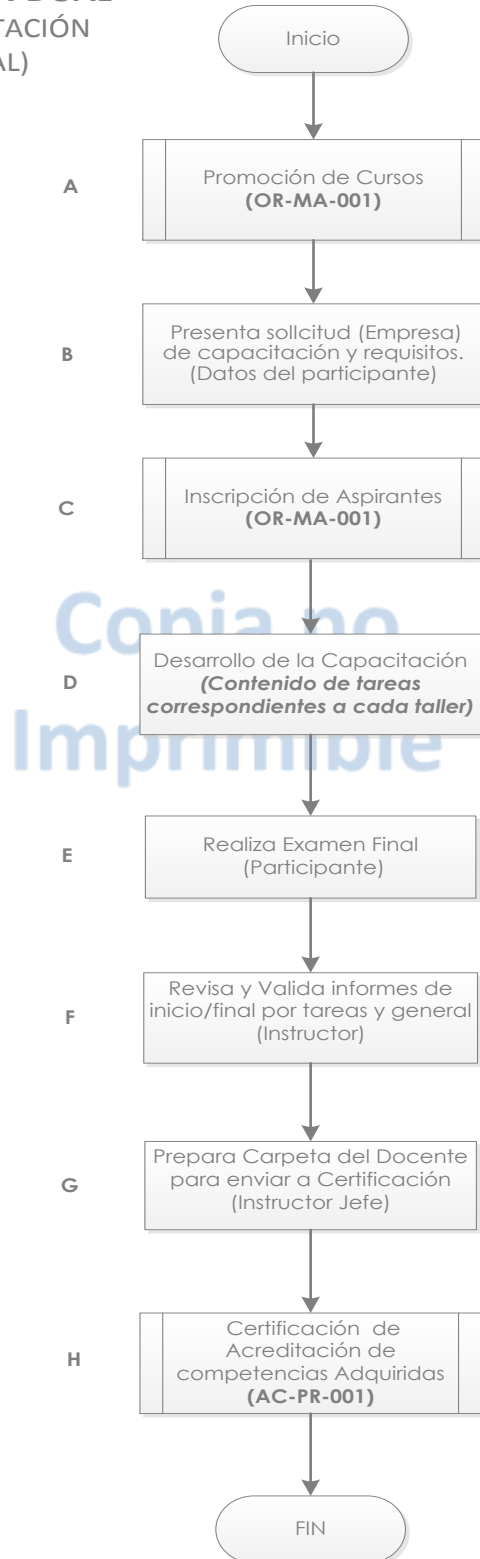 TACIÓN
AL)
Inicio
A
Promoción de Cursos
(OR-MA-001)
B
Presenta sollcitud (Empresa)
de capacitación y requisitos.
(Datos del participante)
C
Inscripción de Aspirantes
(OR-MA-001)
Copia no
D
Desarrollo de la Capacitación
(Contenido de tareas
correspondientes a cada taller)
Imprimible
E
Realiza Examen Final
(Participante)
F
Revisa y Valida informes de
inicio/final por tareas y general
(Instructor)
G
Prepara Carpeta del Docente
para enviar a Certificación
(Instructor Jefe)
H
Certificación de
Acreditación de
competencias Adquiridas
(AC-PR-001)
FIN